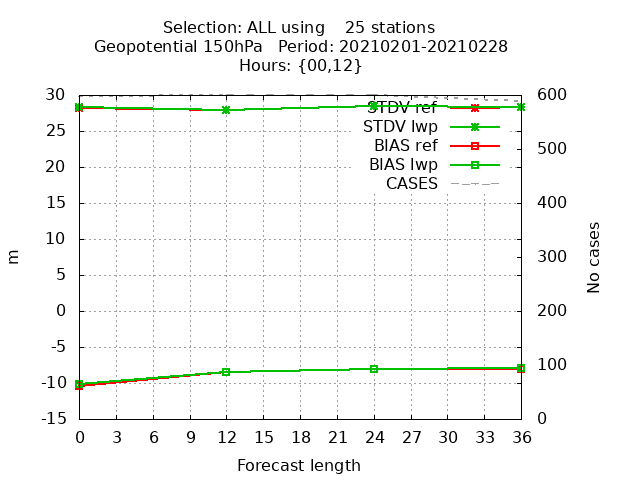 Selection: ALL using 25 stations
Geopotential 150hPa Period: 20210201-20210228
Hours: {00,12}
30
25
20
15
10
5
0
-5
-10
-15
m
STDV ref
STDV lwp
BIAS ref
BIAS lwp
CASES
600
500
400
300
200
100
0
No cases
0 3 6 9 12 15 18 21 24 27 30 33 36
Forecast length